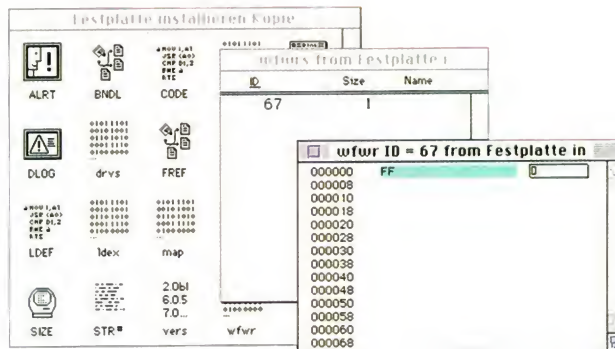 Festplatte installieren Kopie
ALRT BNDL CODE
DLOG drvs FREF
LDEF ldex map
SIZE STR# vers wfwr
2.0b1
6.0.5
7.0...
wfwrs from Festplatte i
ID Size Name
67 1
wfwr ID = 67 from Festplatte in
000000 FF
000008
000010
000018
000020
000028
000030
000038
000040
000048
000050
000058
000060
000068